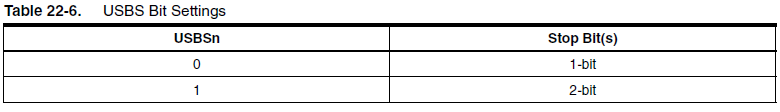 Table 22-6. USBS Bit Settings
USBSn Stop Bit(s)
0 1-bit
1 2-bit